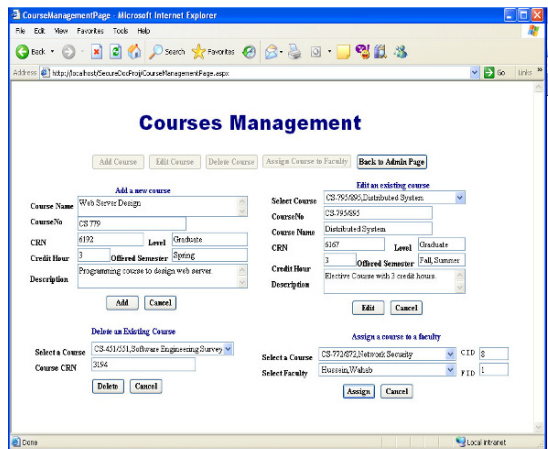 CourseManagementPage - Microsoft Internet Explorer
File Edit View Favorites Tools Help
Back Search Favorites
Address http://localhost/SecureDocProj/CourseManagementPage.aspx Go Links
Courses Management
Add Course Edit Course Delete Course Assign Course to Faculty Back to Admin Page
Add a new course
Course Name Web Server Design
CourseNo CS 779
CRN 6192 Level Graduate
Credit Hour 3 Offered Semester Spring
Description Programming course to design web server
Add Cancel
Edit an existing course
Select Course CS-795/895,Distributed System
CourseNo CS-795/895
Course Name Distributed System
CRN 6167 Level Graduate
Credit Hour 3 Offered Semester Fall, Summer
Description Elective Course with 3 credit hours
Edit Cancel
Delete an Existing Course
Select a Course CS-451/551,Software Engineering Survey
Course CRN 3194
Delete Cancel
Assign a course to a faculty
Select a Course CS-772/872,Network Security CID 8
Select Faculty Hussein,Wahab FID 1
Assign Cancel
Done Local intranet